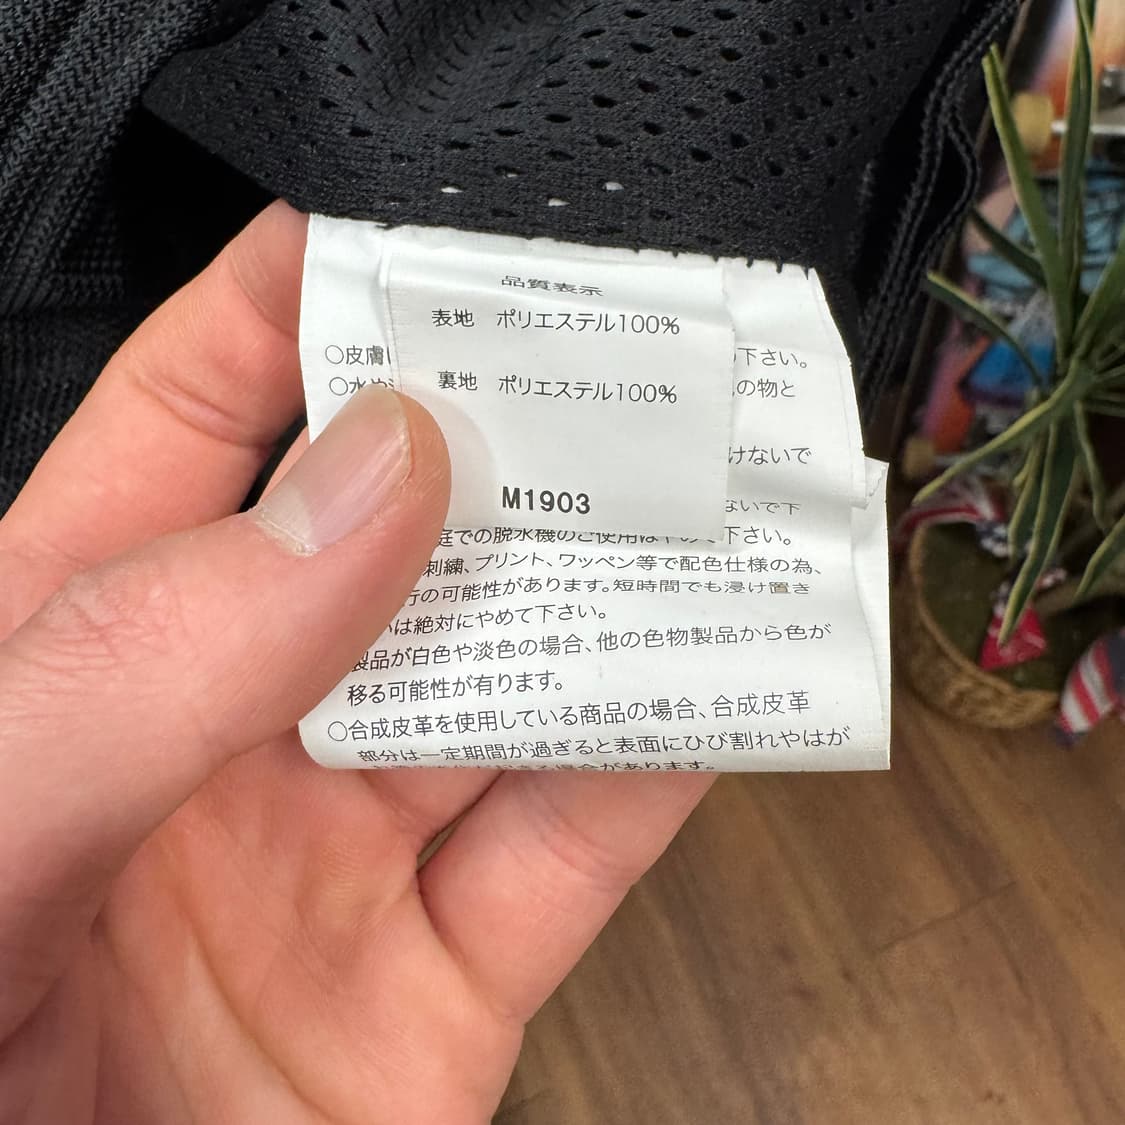 品質表示
表地 ポリエステル100%
裏地 ポリエステル100%
M1903
○皮膚
下さい。
○水や
の物と
けないで
ないで下
庭での脱水機のご使用はやめて下さい。
刺繍、プリント、ワッペン等で配色仕様の為、
行の可能性があります。短時間でも浸け置き
は絶対にやめて下さい。
製品が白色や淡色の場合、他の色物製品から色が
移る可能性が有ります。
○合成皮革を使用している商品の場合、合成皮革
部分は一定期間が過ぎると表面にひび割れやはが
場合があります。